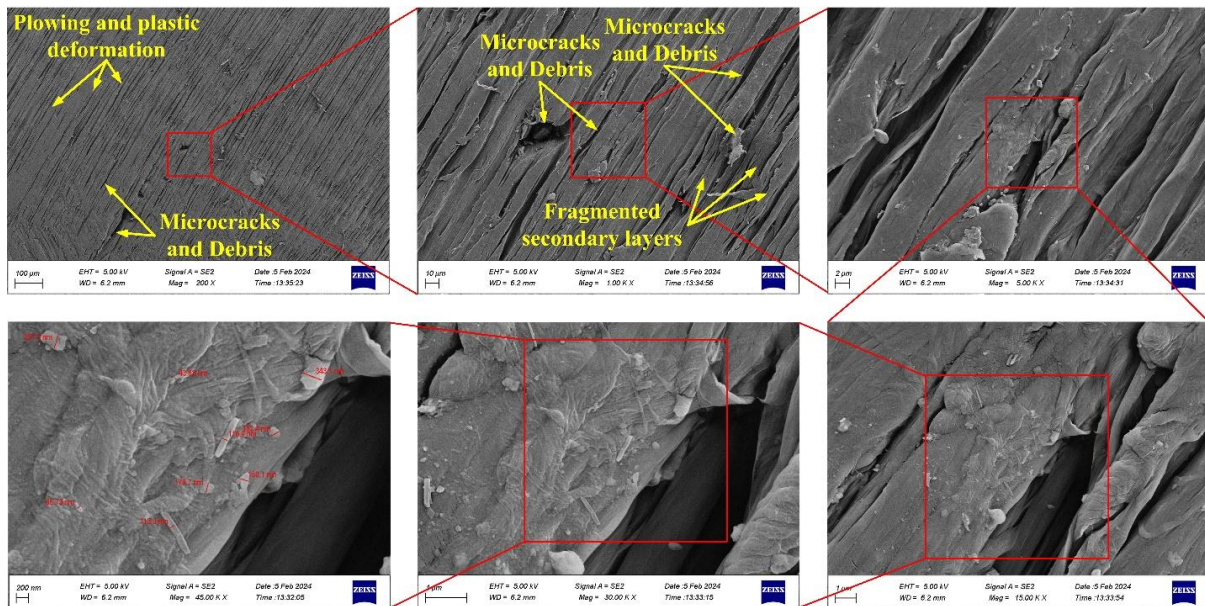 Plowing and plastic
deformation
Microcracks
and Debris
100 µm
EHT = 5.00 kV Signal A = SE2 Date :5 Feb 2024
WD = 6.2 mm Mag = 200 X Time :13:35:23
ZEISS
Microcracks
and Debris
Microcracks
and Debris
Fragmented
secondary layers
10 µm
EHT = 5.00 kV Signal A = SE2 Date :5 Feb 2024
WD = 6.2 mm Mag = 1.00 K X Time :13:34:56
ZEISS
2 µm
EHT = 5.00 kV Signal A = SE2 Date :5 Feb 2024
WD = 6.2 mm Mag = 5.00 K X Time :13:34:31
ZEISS
200 nm
EHT = 5.00 kV Signal A = SE2 Date :5 Feb 2024
WD = 6.2 mm Mag = 45.00 K X Time :13:32:05
ZEISS
1 µm
EHT = 5.00 kV Signal A = SE2 Date :5 Feb 2024
WD = 6.2 mm Mag = 30.00 K X Time :13:33:15
ZEISS
1 µm
EHT = 5.00 kV Signal A = SE2 Date :5 Feb 2024
WD = 6.2 mm Mag = 15.00 K X Time :13:33:54
ZEISS